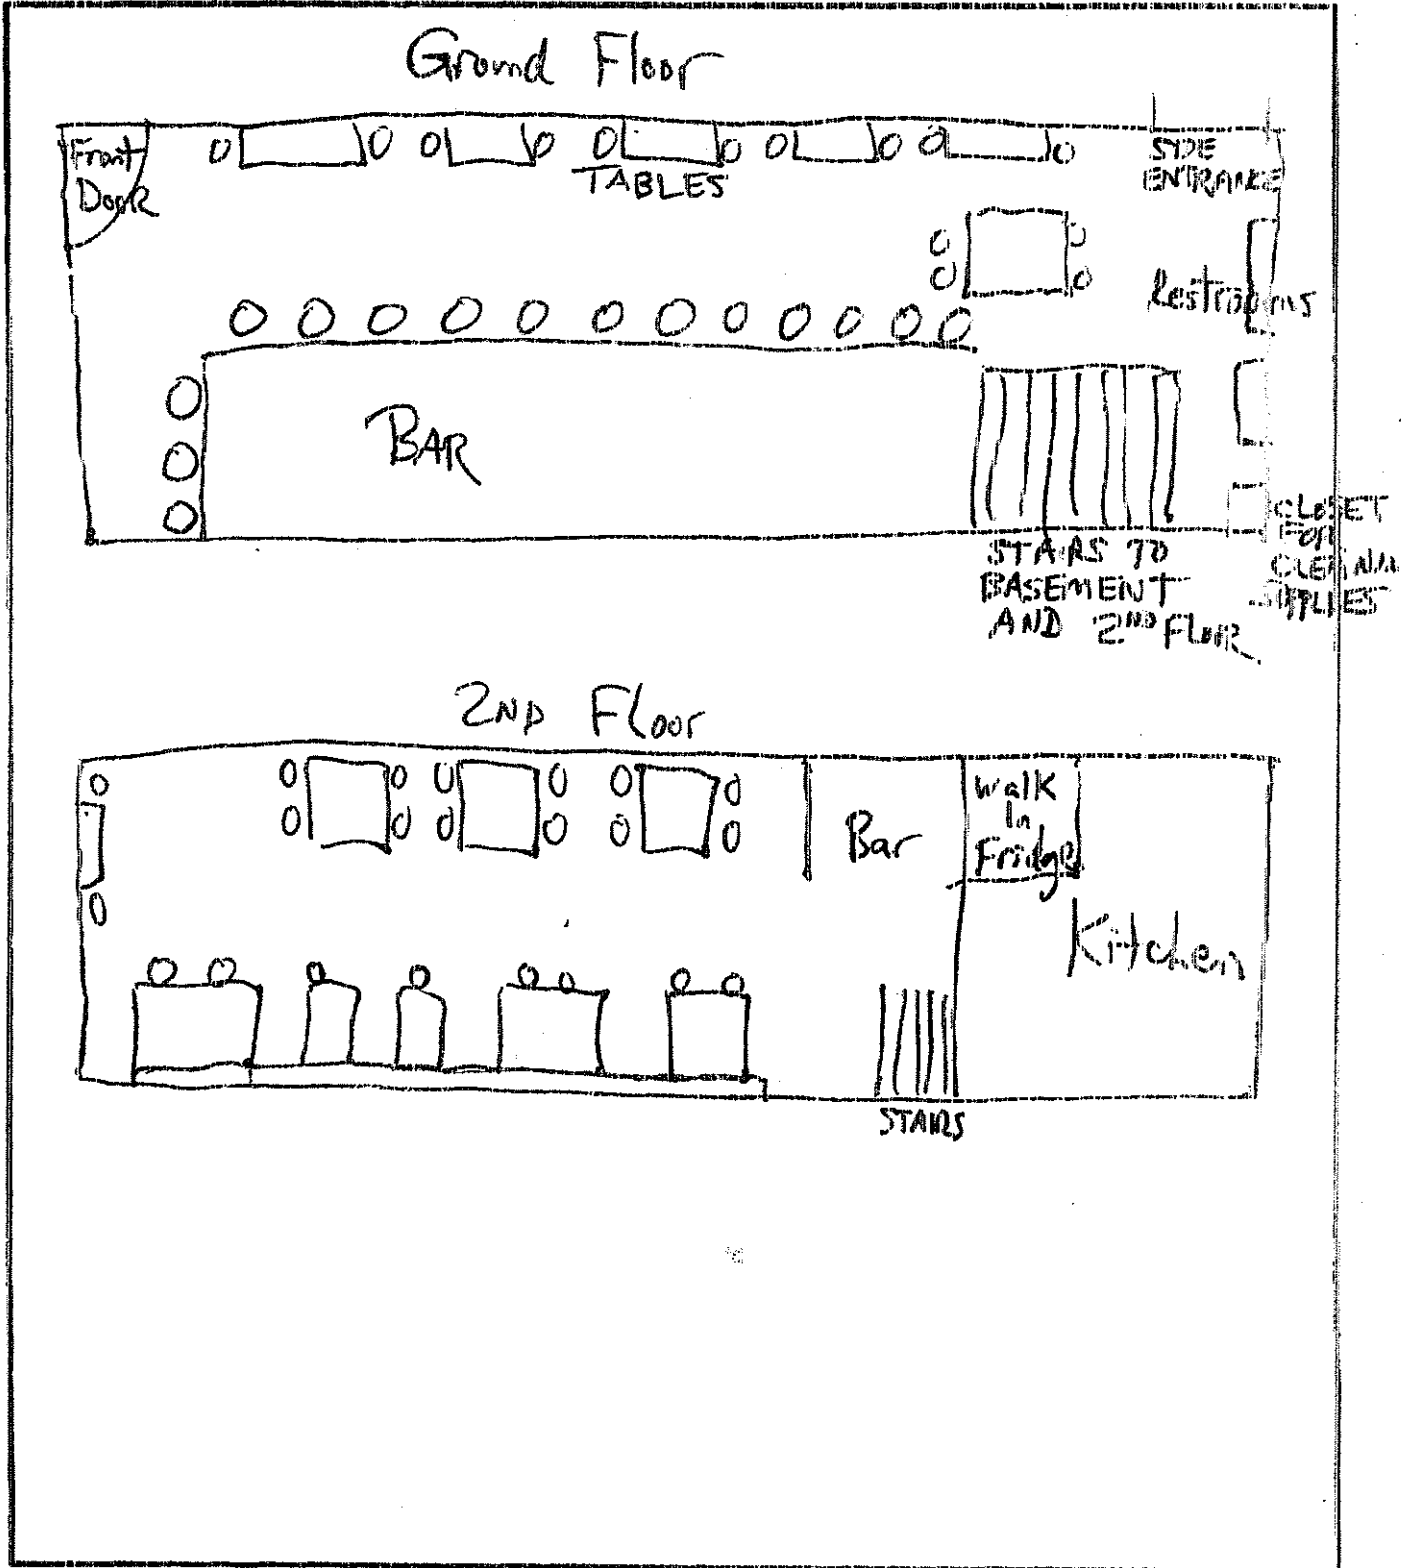 Ground Floor
Front
Door
TABLES
SIDE
ENTRANCE
Restrooms
BAR
STAIRS TO
BASEMENT
AND 2ND FLOOR
CLOSET
FOR
SUPPLIES
2ND Floor
Walk
In
Fridge
Bar
Kitchen
STAIRS